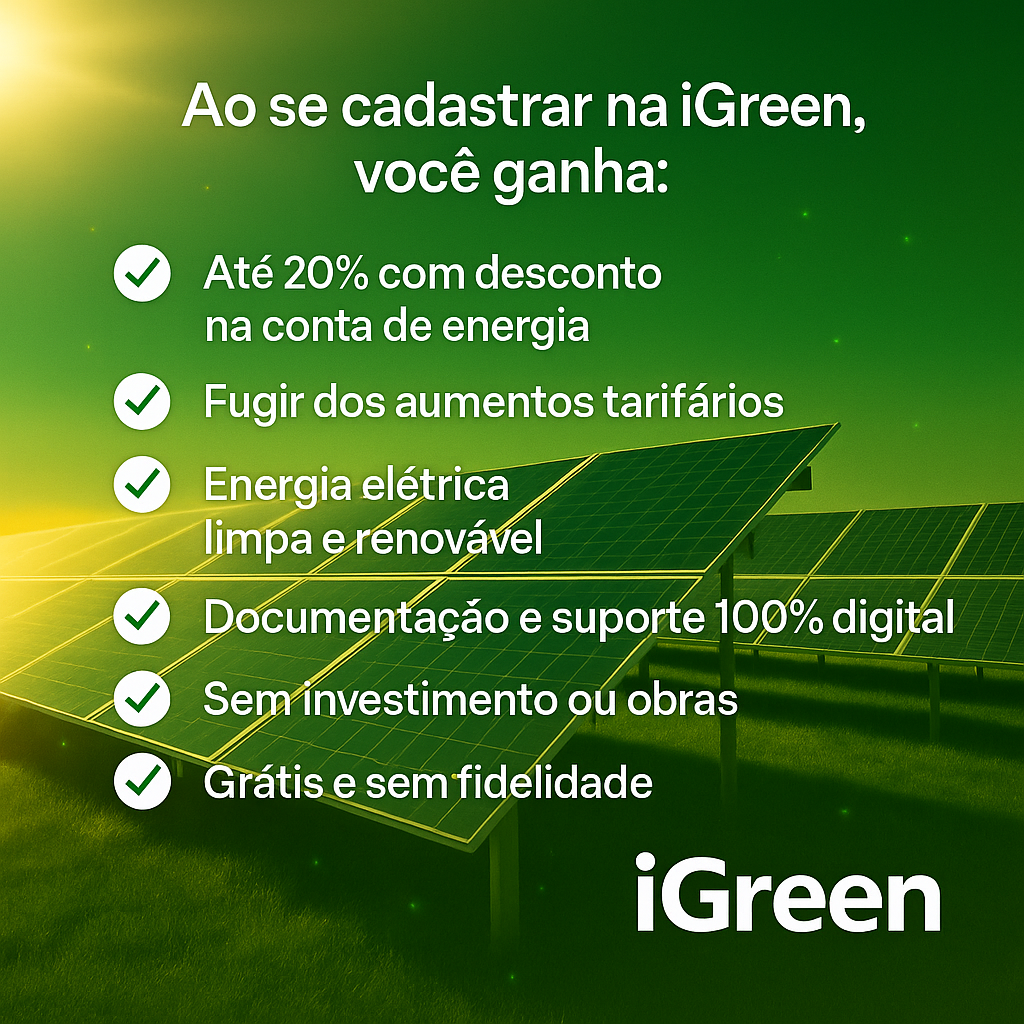 Ao se cadastrar na iGreen,
você ganha:
Até 20% com desconto
na conta de energia
Fugir dos aumentos tarifários
Energia elétrica
limpa e renovável
Documentação e suporte 100% digital
Sem investimento ou obras
Grátis e sem fidelidade
iGreen